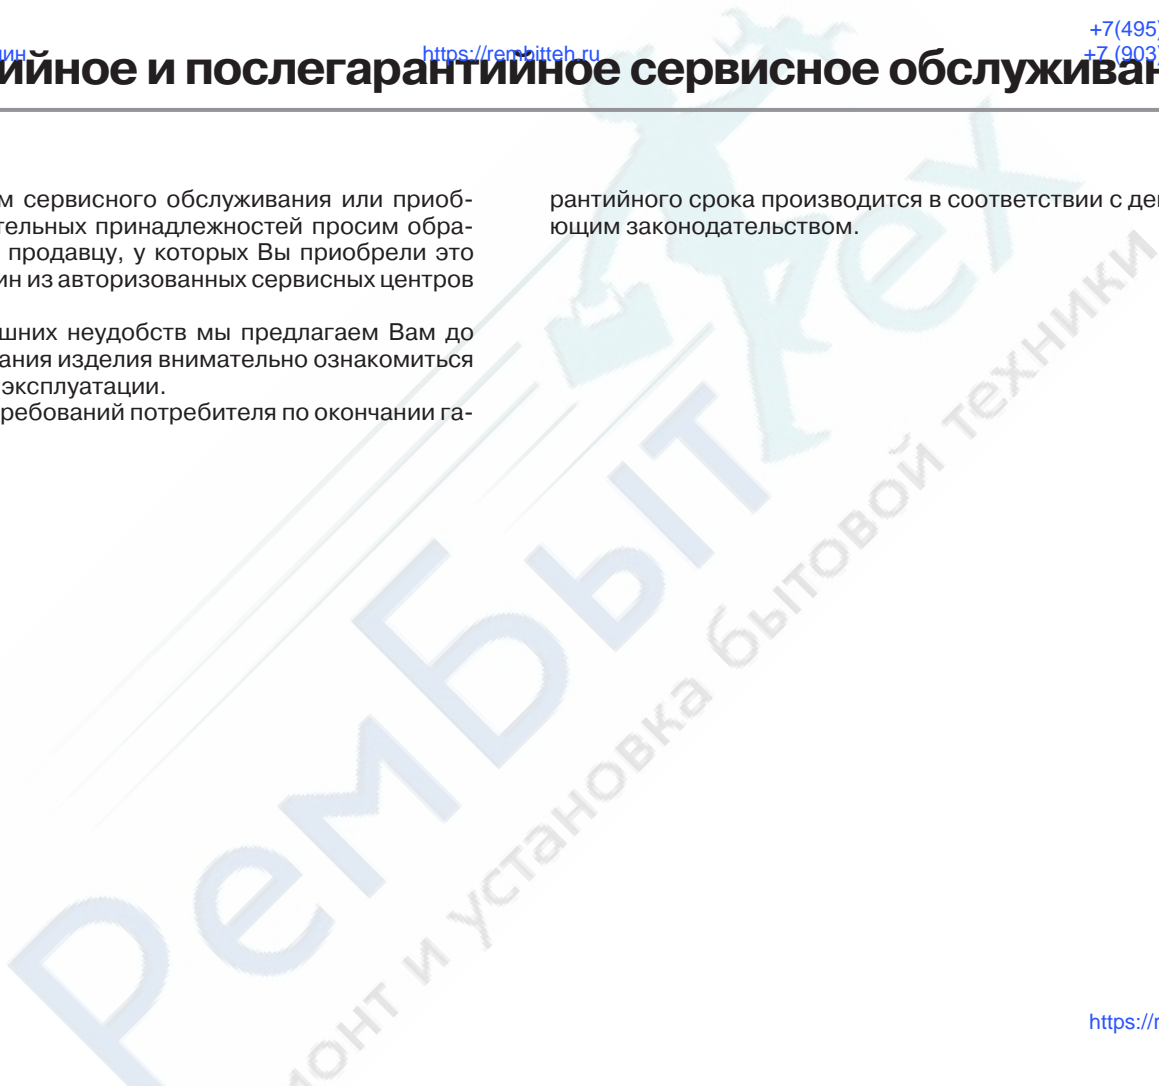 +7(495)
ин https://rembitteh.ru +7 (903)
ийное и послегарантийное сервисное обслуживан
м сервисного обслуживания или приоб-
тельных принадлежностей просим обра-
продавцу, у которых Вы приобрели это
ин из авторизованных сервисных центров
шних неудобств мы предлагаем Вам до
ания изделия внимательно ознакомиться
эксплуатации.
ребований потребителя по окончании га-
рантийного срока производится в соответствии с де
ющим законодательством.
РемБытТех
монт и установка бытовой техники
https://r